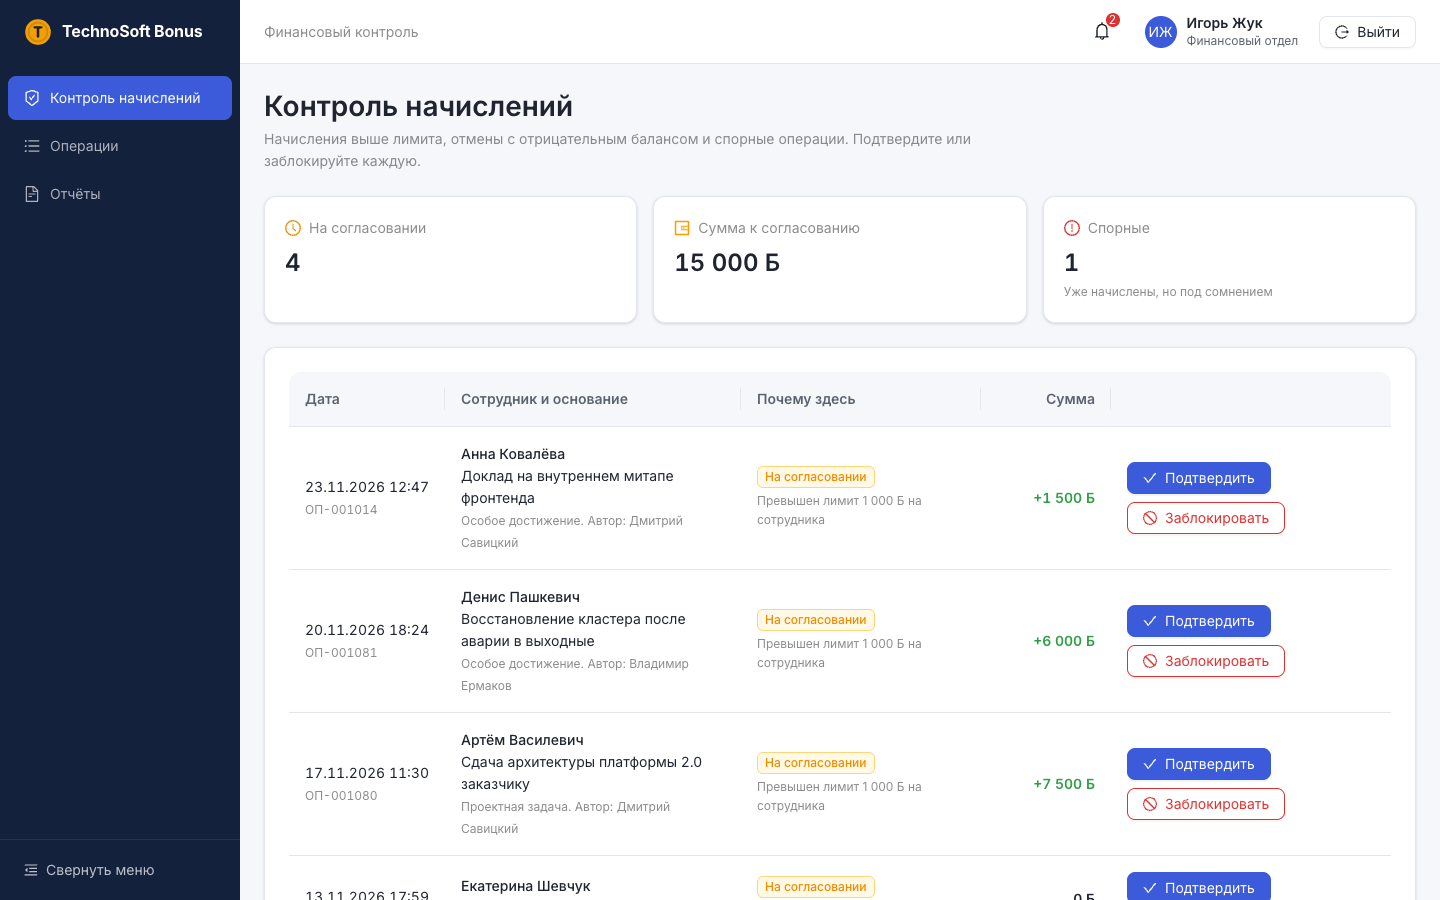 TechnoSoft Bonus
Контроль начислений
Операции
Отчёты
Свернуть меню
Финансовый контроль
2
ИЖ
Игорь Жук
Финансовый отдел
Выйти
Контроль начислений
Начисления выше лимита, отмены с отрицательным балансом и спорные операции. Подтвердите или
заблокируйте каждую.
На согласовании
4
Сумма к согласованию
15 000 Б
Спорные
1
Уже начислены, но под сомнением
Дата
Сотрудник и основание
Почему здесь
Сумма
23.11.2026 12:47
ОП-001014
Анна Ковалёва
Доклад на внутреннем митапе
фронтенда
Особое достижение. Автор: Дмитрий
Савицкий
На согласовании
Превышен лимит 1 000 Б на
сотрудника
+1 500 Б
Подтвердить
Заблокировать
20.11.2026 18:24
ОП-001081
Денис Пашкевич
Восстановление кластера после
аварии в выходные
Особое достижение. Автор: Владимир
Ермаков
На согласовании
Превышен лимит 1 000 Б на
сотрудника
+6 000 Б
Подтвердить
Заблокировать
17.11.2026 11:30
ОП-001080
Артём Василевич
Сдача архитектуры платформы 2.0
заказчику
Проектная задача. Автор: Дмитрий
Савицкий
На согласовании
Превышен лимит 1 000 Б на
сотрудника
+7 500 Б
Подтвердить
Заблокировать
13.11.2026 17:59
Екатерина Шевчук
На согласовании
0 Б
Подтвердить